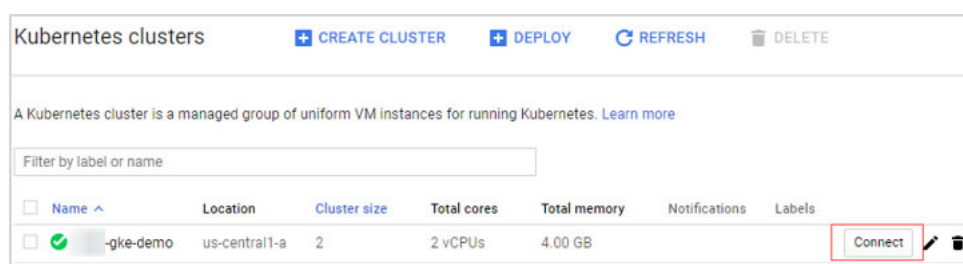 Kubernetes clusters CREATE CLUSTER DEPLOY REFRESH DELETE
A Kubernetes cluster is a managed group of uniform VM instances for running Kubernetes. Learn more
Filter by label or name
Name Location Cluster size Total cores Total memory Notifications Labels
-gke-demo us-central1-a 2 2 vCPUs 4.00 GB Connect